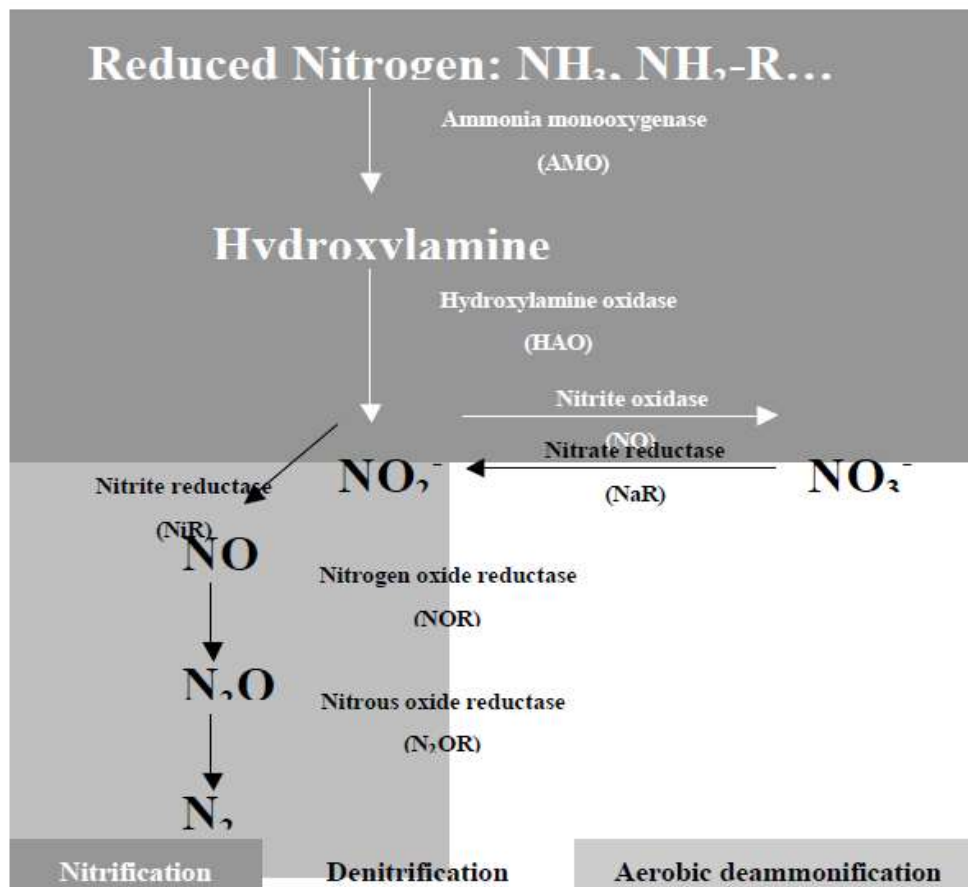 Reduced Nitrogen: NH₃, NH₂-R…
Ammonia monooxygenase
(AMO)
Hydroxylamine
Hydroxylamine oxidase
(HAO)
Nitrite oxidase
(NO)
Nitrate reductase
(NaR)
NO₂⁻
NO₃⁻
Nitrite reductase
(NiR)
NO
Nitrogen oxide reductase
(NOR)
N₂O
Nitrous oxide reductase
(N₂OR)
N₂
Nitrification
Denitrification
Aerobic deammonification